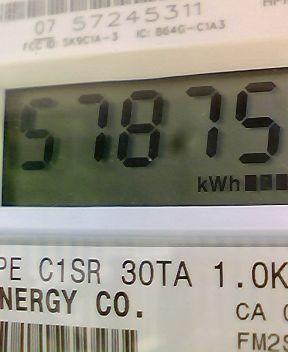 07 57245311
FCC ID: SK9C1A-3 IC: 864G-C1A3
57875
kWh
PE C1SR 30TA 1.0K
NERGY CO.
CA
FM2S